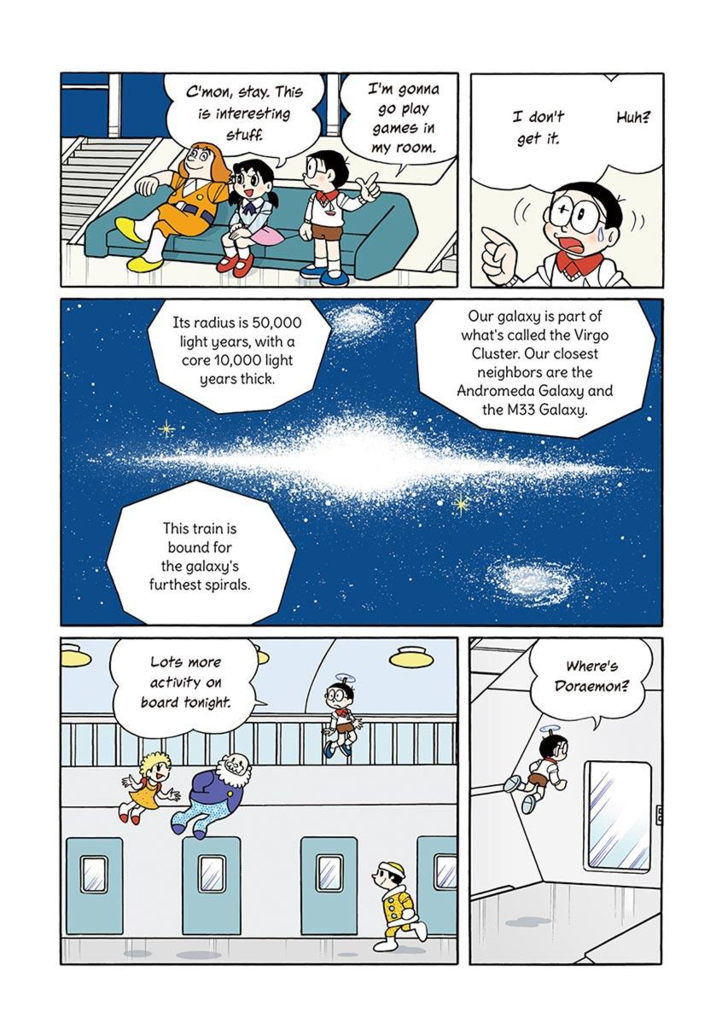 C'mon, stay. This
is interesting
stuff.
I'm gonna
go play
games in
my room.
I don't
get it.
Huh?
Its radius is 50,000
light years, with a
core 10,000 light
years thick.
Our galaxy is part of
what's called the Virgo
Cluster. Our closest
neighbors are the
Andromeda Galaxy and
the M33 Galaxy.
This train is
bound for
the galaxy's
furthest spirals.
Lots more
activity on
board tonight.
Where's
Doraemon?